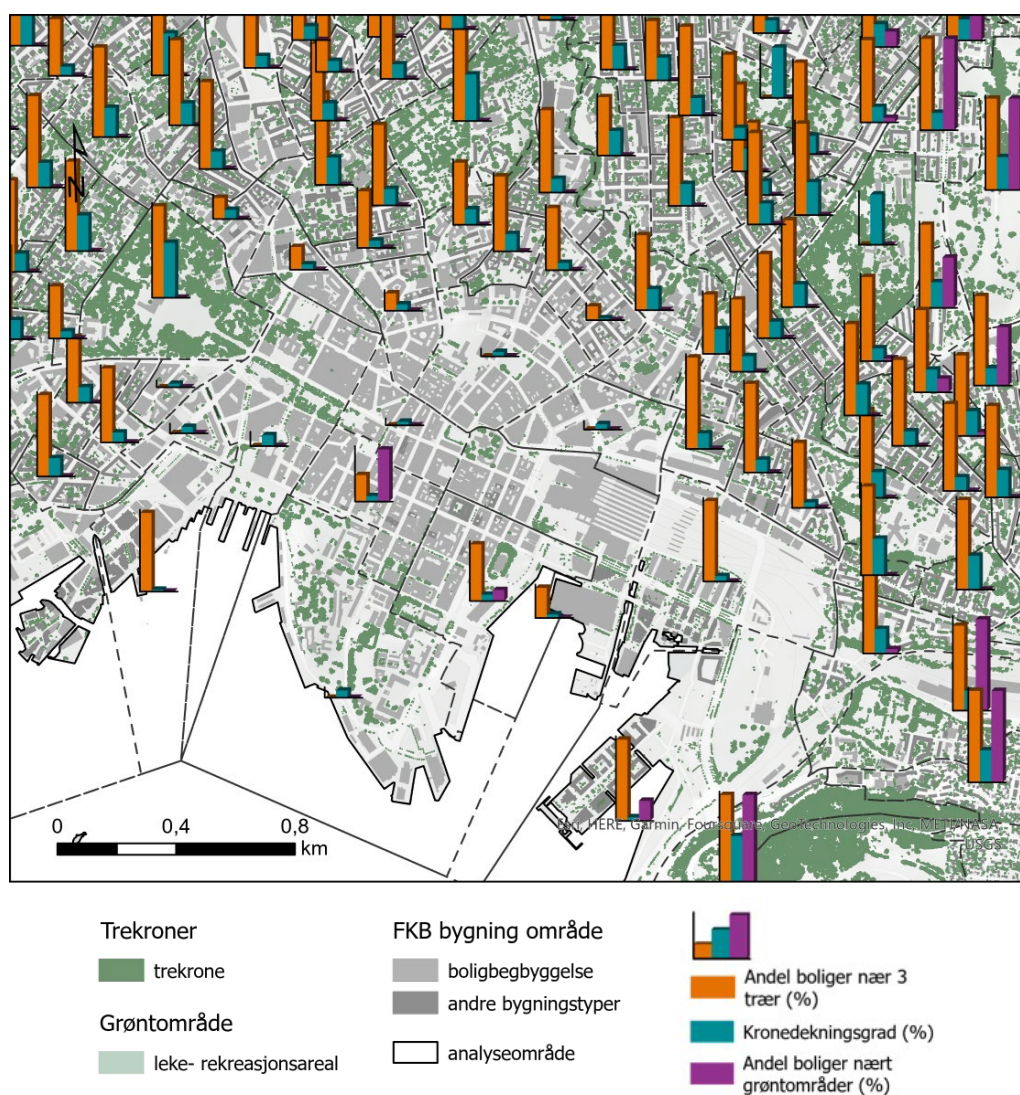 N
0
0,4
0,8
km
Esri, HERE, Garmin, Foursquare, GeoTechnologies, Inc, METI/NASA,
USGS
Trekroner
trekrone
Grøntområde
leke- rekreasjonsareal
FKB bygning område
boligbegbyggelse
andre bygningstyper
analyseområde
Andel boliger nær 3
trær (%)
Kronedekningsgrad (%)
Andel boliger nært
grøntområder (%)